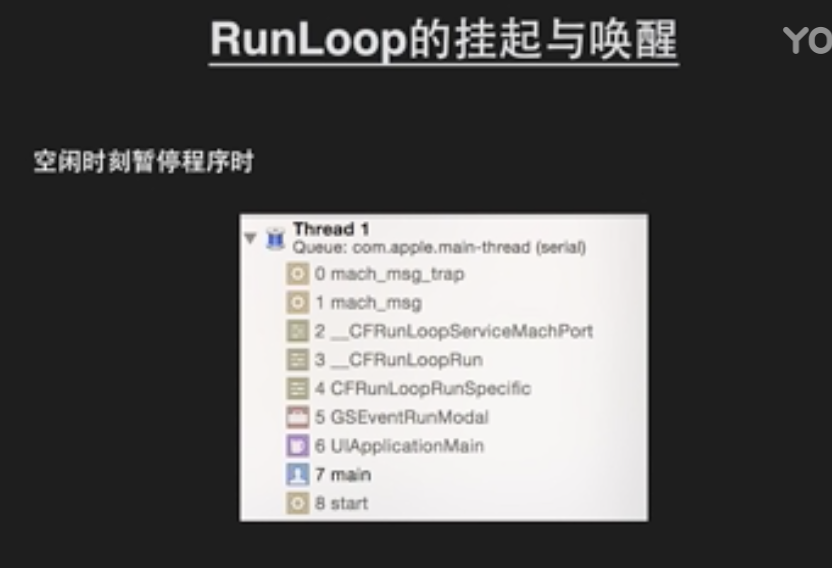 RunLoop的挂起与唤醒
YO
空闲时刻暂停程序时
Thread 1
Queue: com.apple.main-thread (serial)
0 mach_msg_trap
1 mach_msg
2 __CFRunLoopServiceMachPort
3 __CFRunLoopRun
4 CFRunLoopRunSpecific
5 GSEventRunModal
6 UIApplicationMain
7 main
8 start